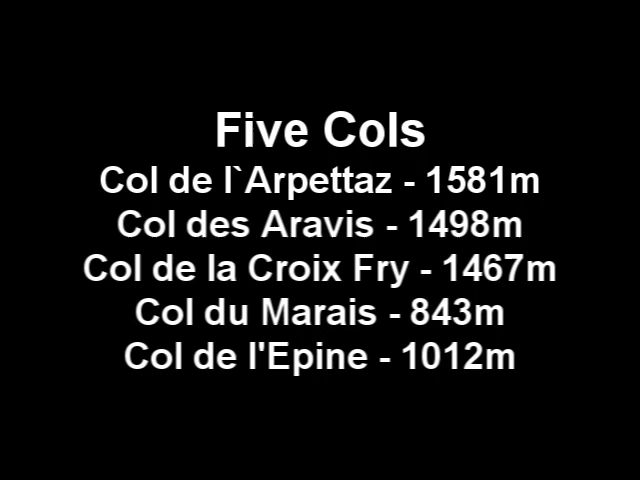 Five Cols
Col de l`Arpettaz - 1581m
Col des Aravis - 1498m
Col de la Croix Fry - 1467m
Col du Marais - 843m
Col de l'Epine - 1012m